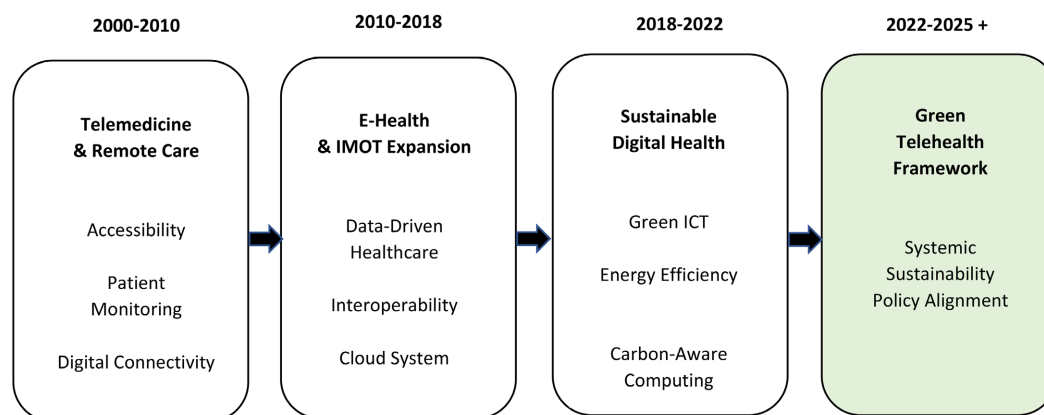 2000-2010
2010-2018
2018-2022
2022-2025 +
Telemedicine
& Remote Care
Accessibility
Patient
Monitoring
Digital Connectivity
E-Health
& IMOT Expansion
Data-Driven
Healthcare
Interoperability
Cloud System
Sustainable
Digital Health
Green ICT
Energy Efficiency
Carbon-Aware
Computing
Green
Telehealth
Framework
Systemic
Sustainability
Policy Alignment